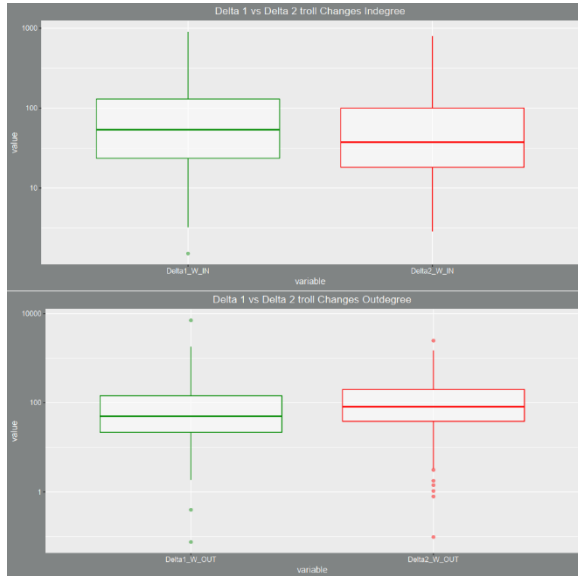 Delta 1 vs Delta 2 troll Changes Indegree
1000
100
10
value
Delta1_W_IN Delta2_W_IN
variable
Delta 1 vs Delta 2 troll Changes Outdegree
10000
100
1
value
Delta1_W_OUT Delta2_W_OUT
variable